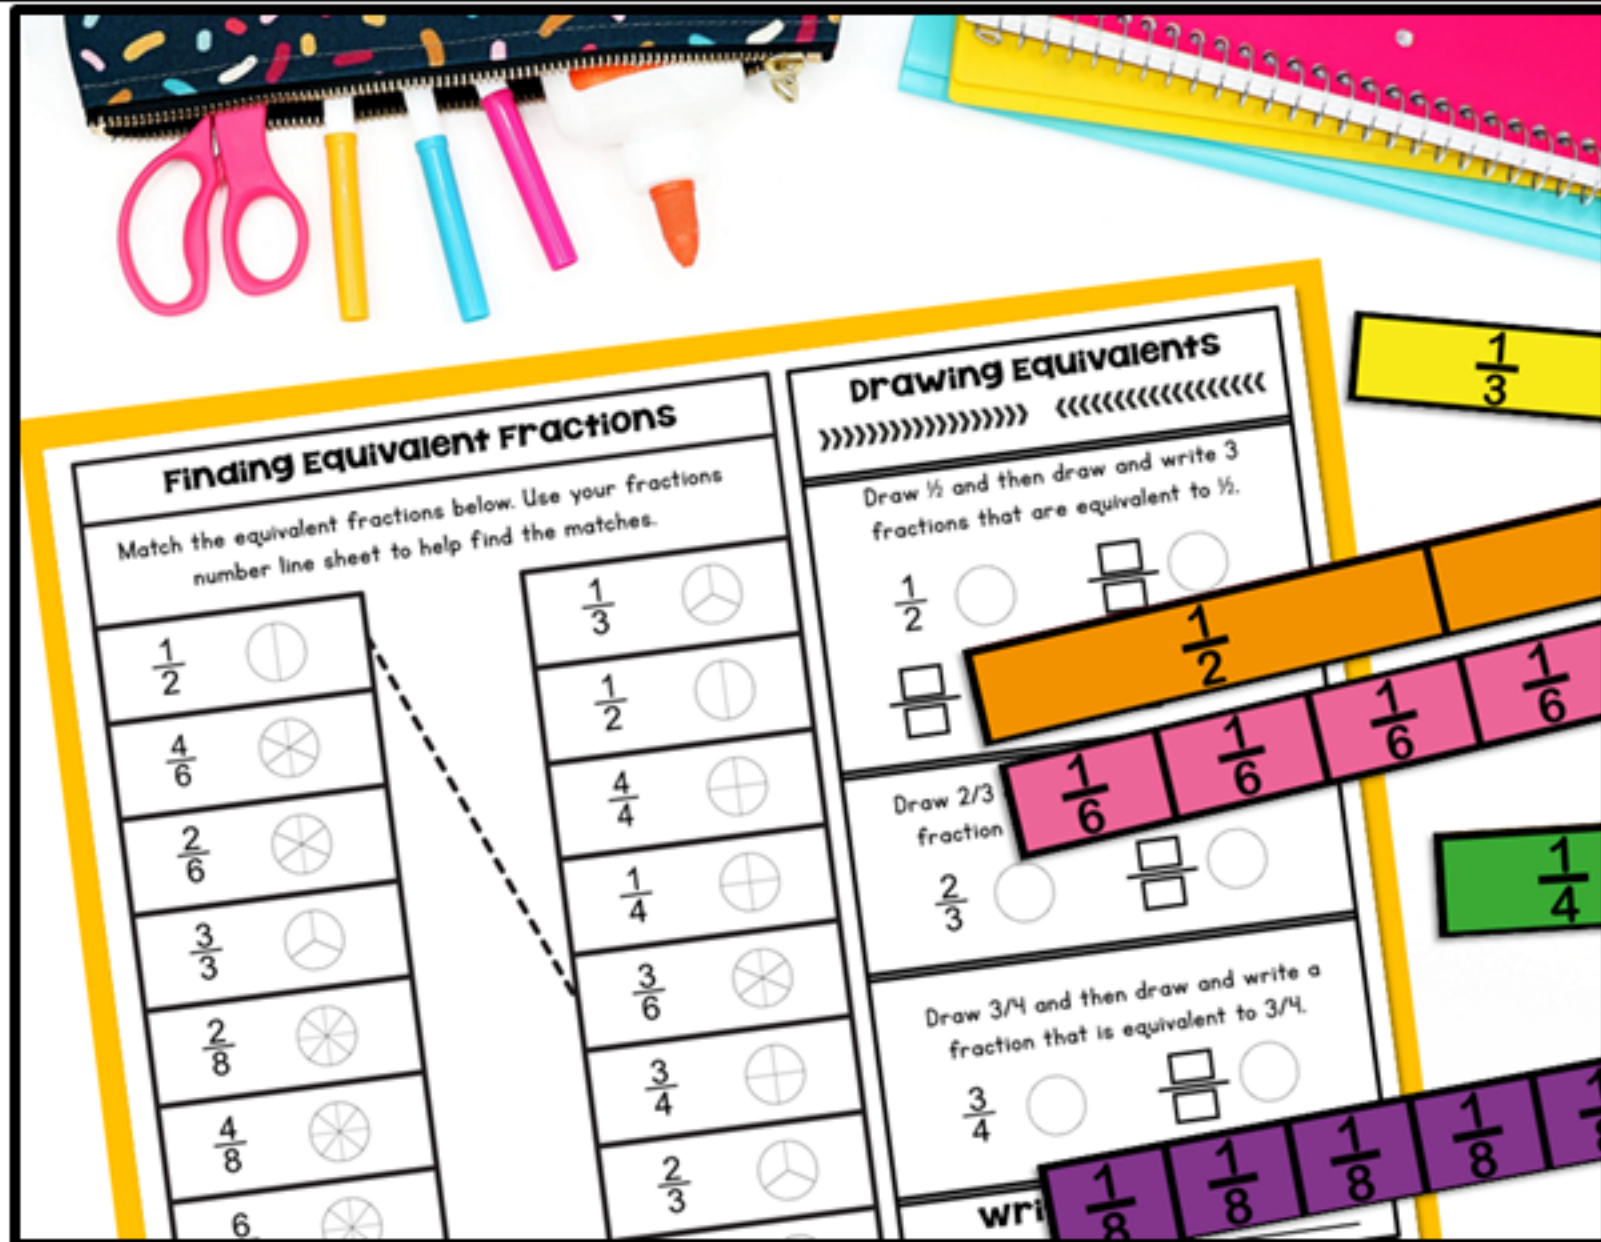 Finding Equivalent Fractions
Match the equivalent fractions below. Use your fractions
number line sheet to help find the matches.
1/2
4/6
2/6
3/3
2/8
4/8
6
1/3
1/2
4/4
1/4
3/6
3/4
2/3
Drawing Equivalents
Draw ½ and then draw and write 3
fractions that are equivalent to ½.
1/2
Draw 2/3
fraction
2/3
Draw 3/4 and then draw and write a
fraction that is equivalent to 3/4.
3/4
1/3
1/2
1/6 1/6 1/6 1/6
1/4
1/8 1/8 1/8 1/8